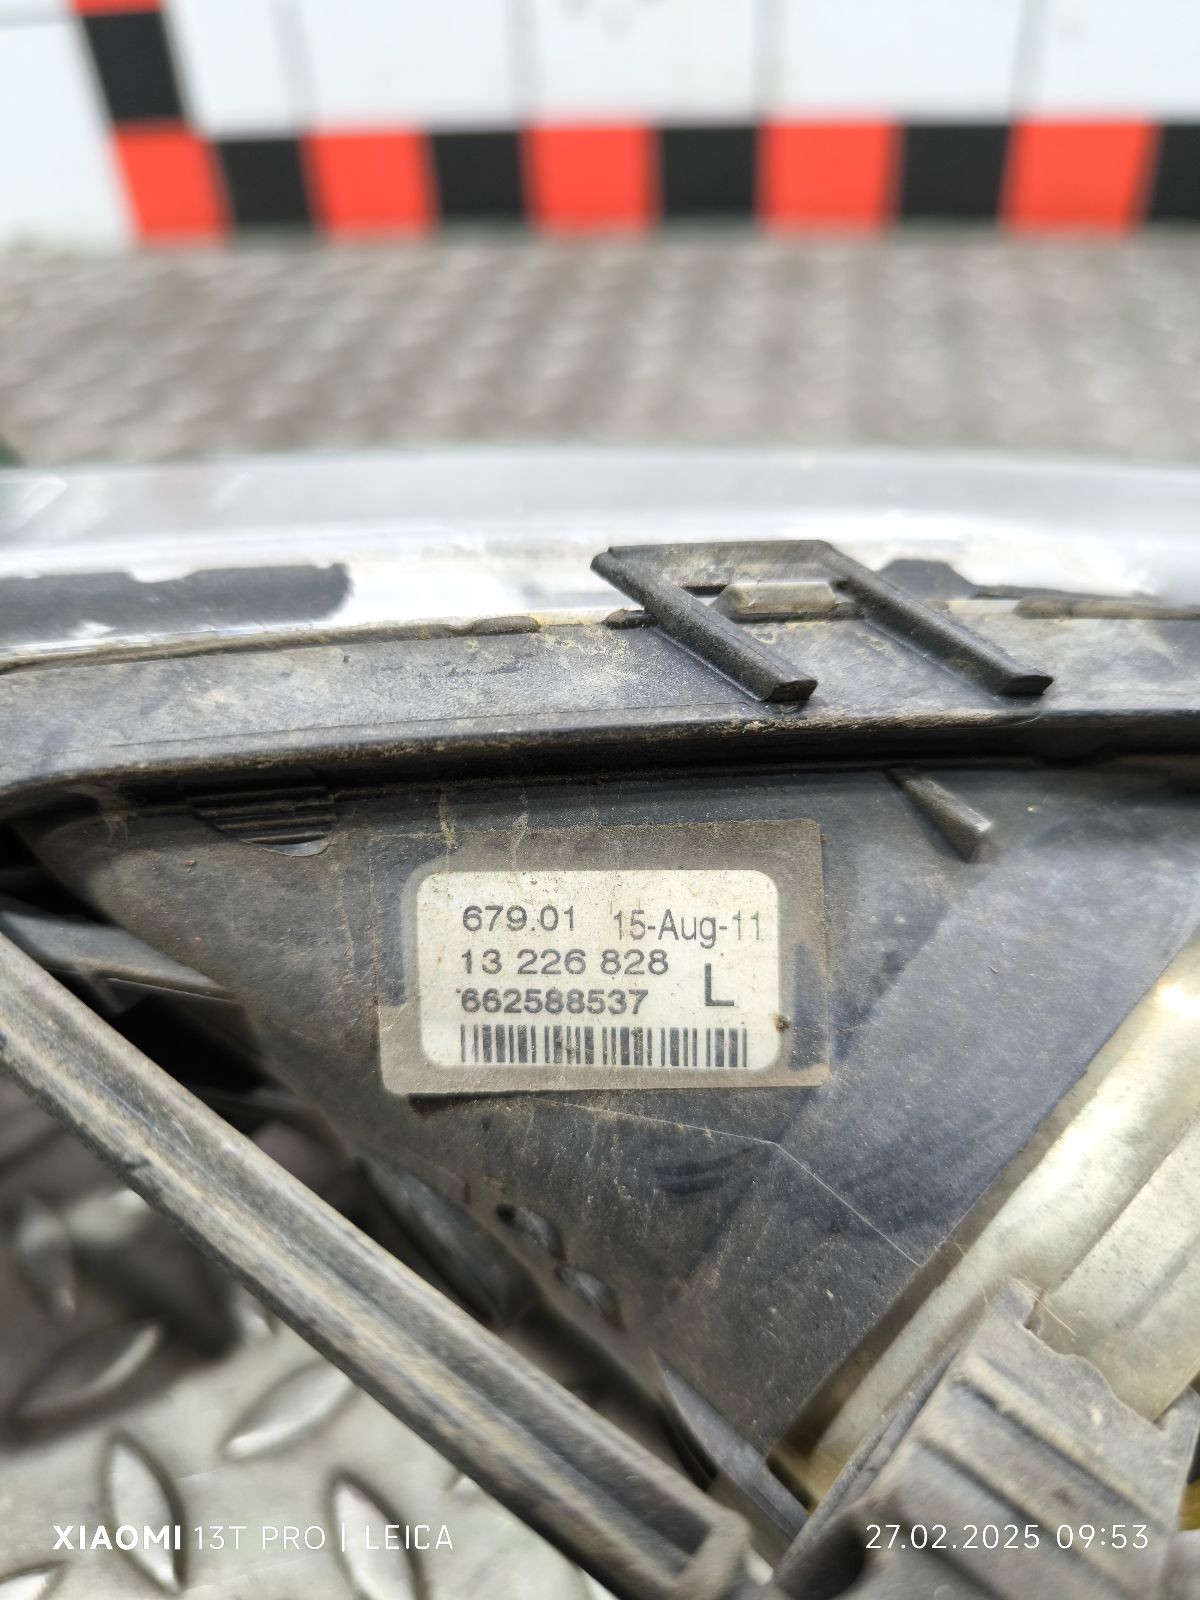 679.01 15-Aug-11
13 226 828 L
662588537
XIAOMI 13T PRO | LEICA
27.02.2025 09:53